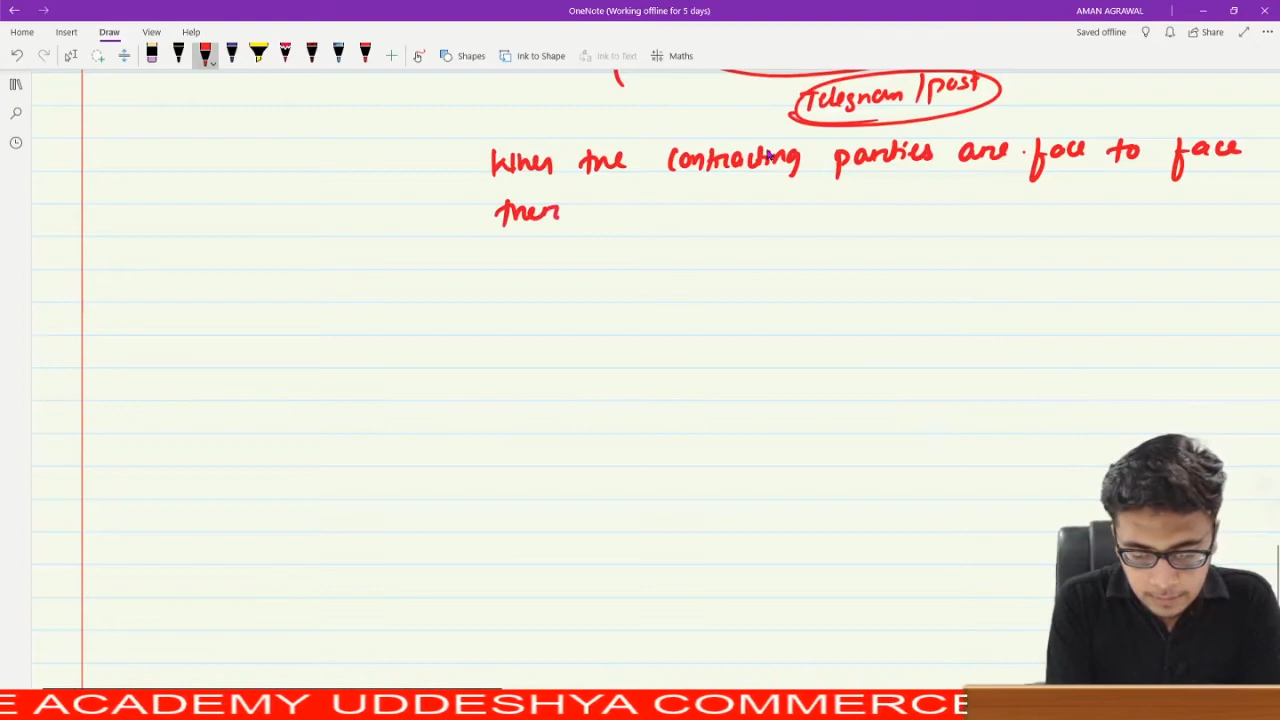 OneNote (Working offline for 5 days)
AMAN AGRAWAL
Home Insert Draw View Help
Saved offline
Share
Shapes
Ink to Shape
Ink to Text
Maths
Telegram / post
When the contracting parties are face to face
then
E ACADEMY UDDESHYA COMMERCE